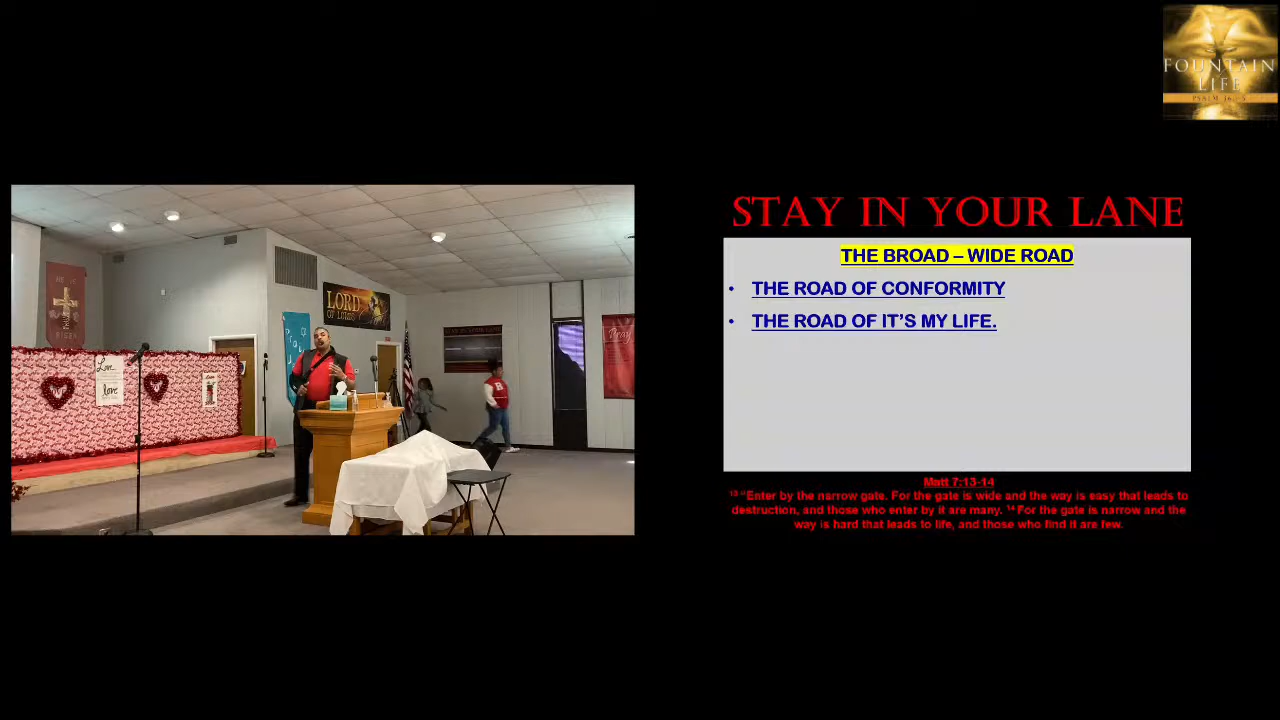 FOUNTAIN
LIFE
LORD
OF LORDS
Love
love
Pray
STAY IN YOUR LANE
THE BROAD – WIDE ROAD
• THE ROAD OF CONFORMITY
• THE ROAD OF IT'S MY LIFE.
Matt 7:13-14
13 "Enter by the narrow gate. For the gate is wide and the way is easy that leads to
destruction, and those who enter by it are many. 14 For the gate is narrow and the
way is hard that leads to life, and those who find it are few.